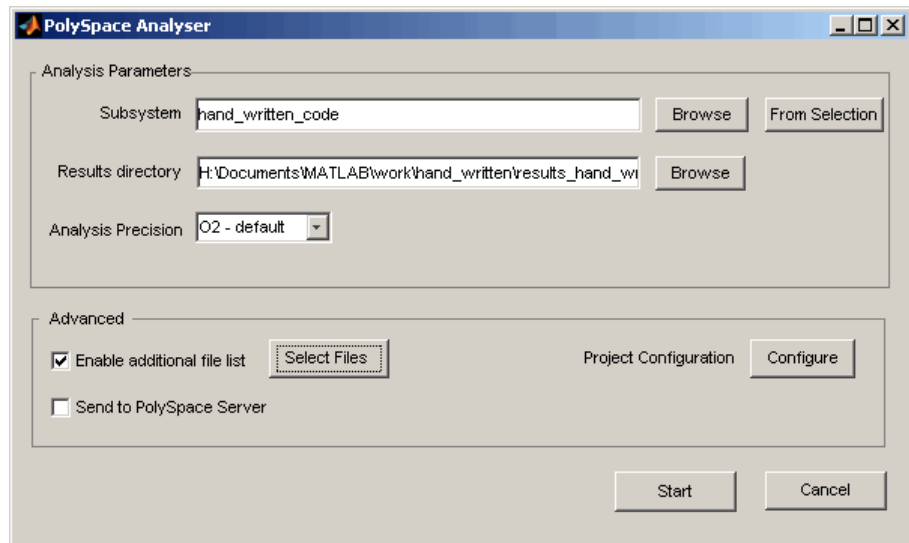 PolySpace Analyser
Analysis Parameters
Subsystem hand_written_code Browse From Selection
Results directory H:\Documents\MATLAB\work\hand_written\results_hand_wr Browse
Analysis Precision O2 - default
Advanced
Enable additional file list Select Files Project Configuration Configure
Send to PolySpace Server
Start Cancel